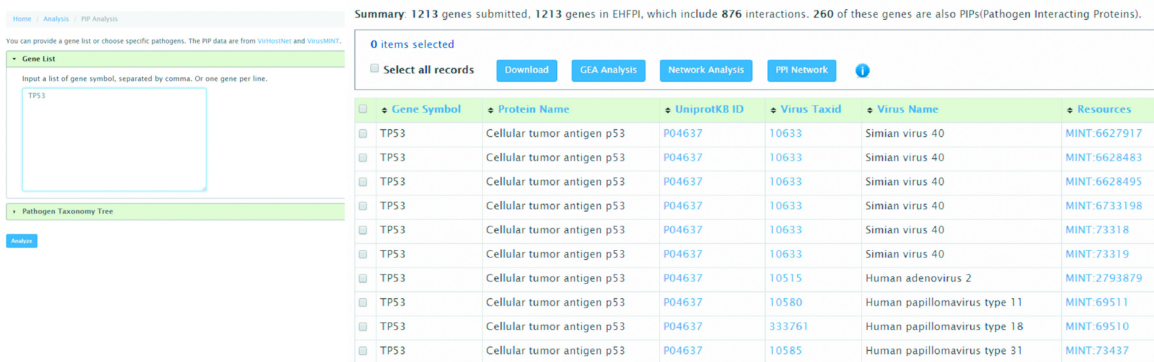 Home / Analysis / PIP Analysis
You can provide a gene list or choose specific pathogens. The PIP data are from VirHostNet and VirusMINT.
Gene List
Input a list of gene symbol, separated by comma. Or one gene per line.
TP53
Pathogen Taxonomy Tree
Analyze
Summary: 1213 genes submitted, 1213 genes in EHFPI, which include 876 interactions. 260 of these genes are also PIPs(Pathogen Interacting Proteins).
0 items selected
Select all records Download GEA Analysis Network Analysis PPI Network i
Gene Symbol Protein Name UniprotKB ID Virus Taxid Virus Name Resources
TP53 Cellular tumor antigen p53 P04637 10633 Simian virus 40 MINT:6627917
TP53 Cellular tumor antigen p53 P04637 10633 Simian virus 40 MINT:6628483
TP53 Cellular tumor antigen p53 P04637 10633 Simian virus 40 MINT:6628495
TP53 Cellular tumor antigen p53 P04637 10633 Simian virus 40 MINT:6733198
TP53 Cellular tumor antigen p53 P04637 10633 Simian virus 40 MINT:73318
TP53 Cellular tumor antigen p53 P04637 10633 Simian virus 40 MINT:73319
TP53 Cellular tumor antigen p53 P04637 10515 Human adenovirus 2 MINT:2793879
TP53 Cellular tumor antigen p53 P04637 10580 Human papillomavirus type 11 MINT:69511
TP53 Cellular tumor antigen p53 P04637 333761 Human papillomavirus type 18 MINT:69510
TP53 Cellular tumor antigen p53 P04637 10585 Human papillomavirus type 31 MINT:73437